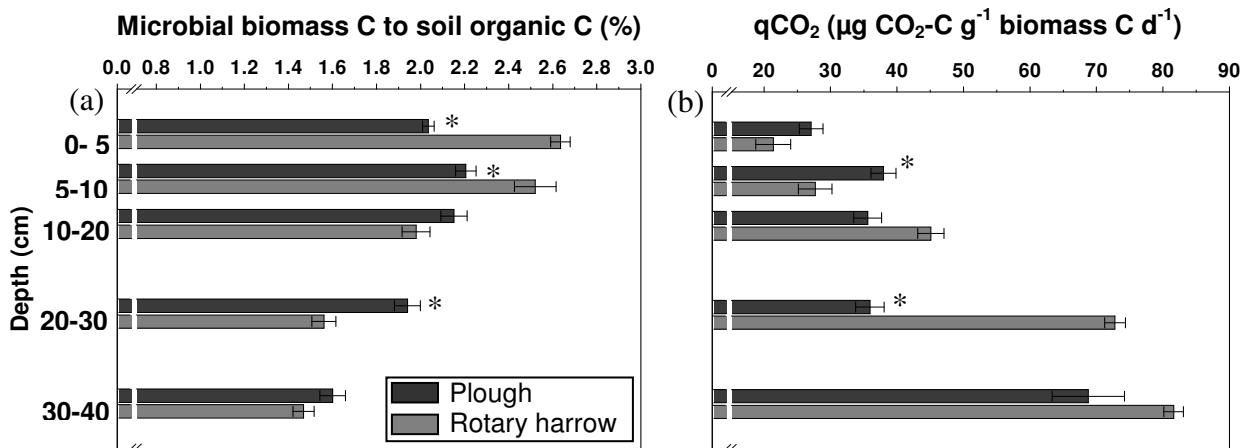 Microbial biomass C to soil organic C (%)
0.0 0.8 1.0 1.2 1.4 1.6 1.8 2.0 2.2 2.4 2.6 2.8 3.0
(a)
Depth (cm)
0- 5
*
5-10
*
10-20
20-30
*
30-40
Plough
Rotary harrow
qCO₂ (µg CO₂-C g⁻¹ biomass C d⁻¹)
0 20 30 40 50 60 70 80 90
(b)
*
*